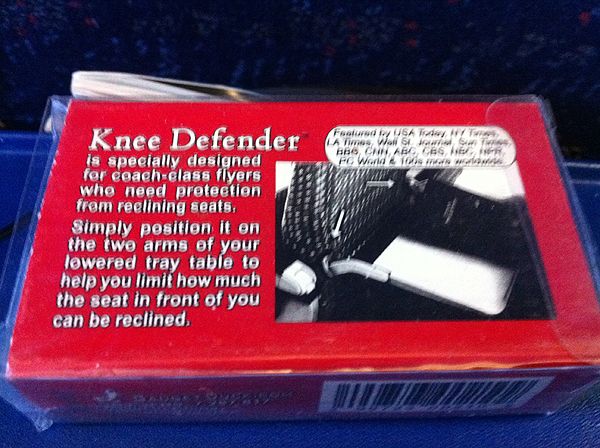 Knee Defender™
is specially designed
for coach-class flyers
who need protection
from reclining seats.
Simply position it on
the two arms of your
lowered tray table to
help you limit how much
the seat in front of you
can be reclined.
Featured by USA Today, NY Times,
LA Times, Wall St. Journal, Sun Times,
BBC, CNN, ABC, CBS, NBC, NPR,
PC World & 100s more worldwide.